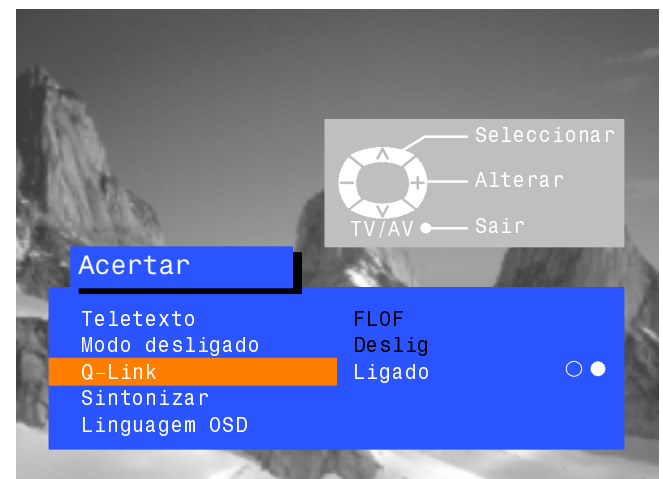 Seleccionar
Alterar
TV/AV Sair
Acertar
Teletexto FLOF
Modo desligado Deslig
Q-Link Ligado
Sintonizar
Linguagem OSD